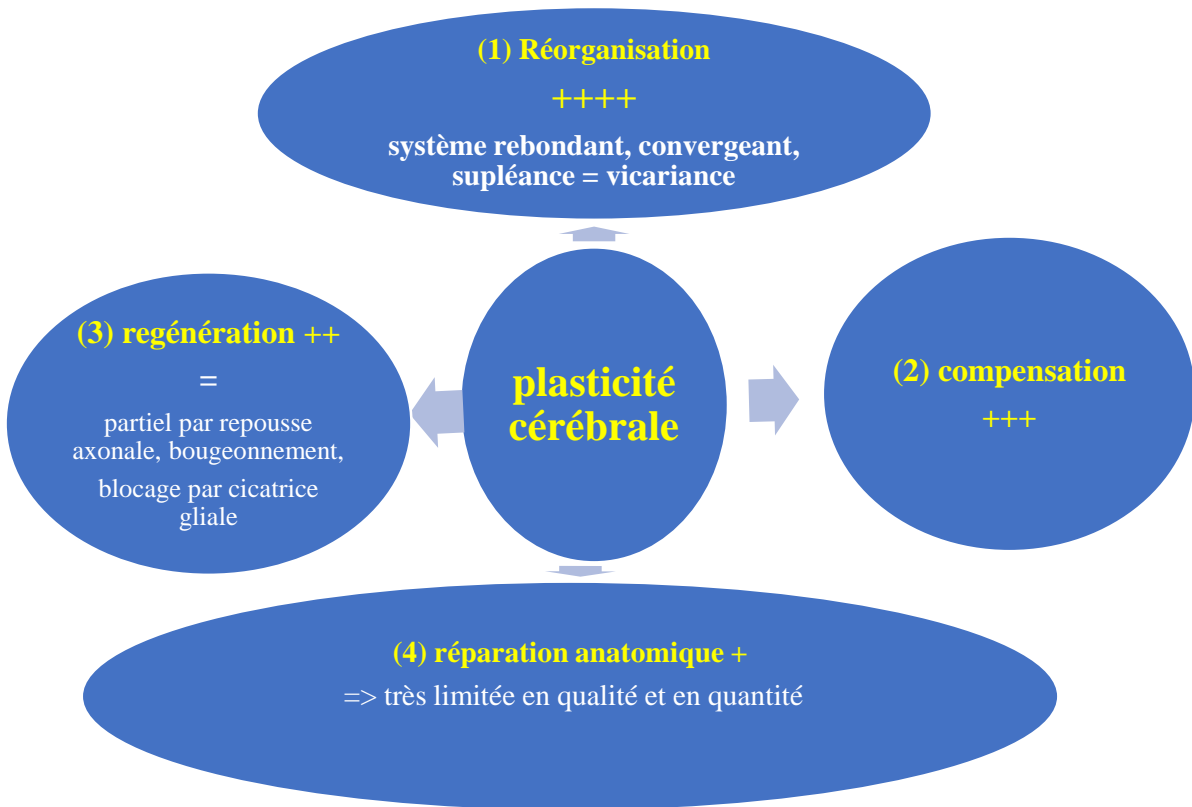 (1) Réorganisation
++++
système rebondant, convergeant,
supléance = vicariance
(3) regénération ++
=
partiel par repousse
axonale, bougeonnement,
blocage par cicatrice
gliale
plasticité
cérébrale
(2) compensation
+++
(4) réparation anatomique +
=> très limitée en qualité et en quantité